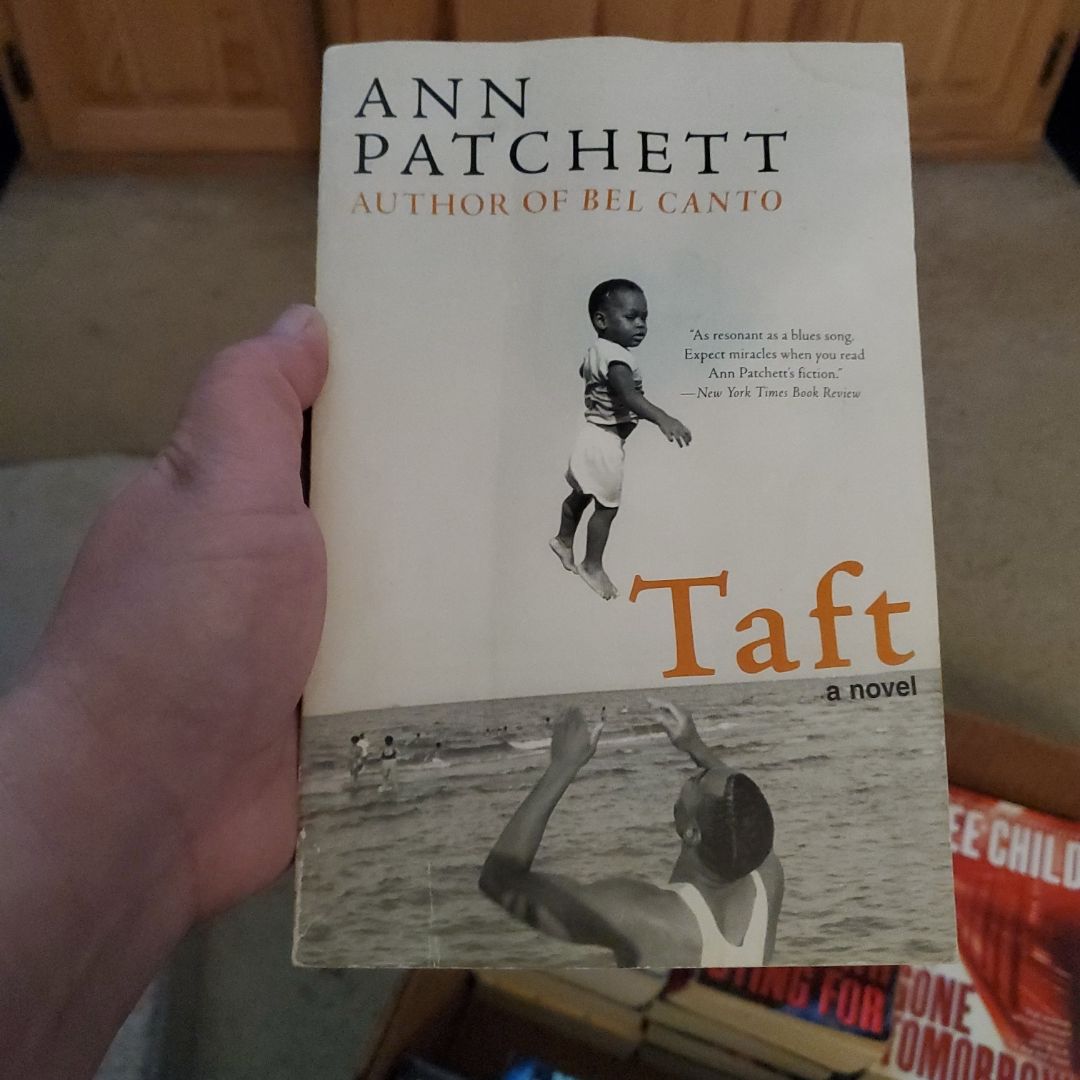 ANN
PATCHETT
AUTHOR OF BEL CANTO
"As resonant as a blues song.
Expect miracles when you read
Ann Patchett's fiction."
—New York Times Book Review
Taft
a novel
EE CHILD
FOR
GONE
TOMORROW